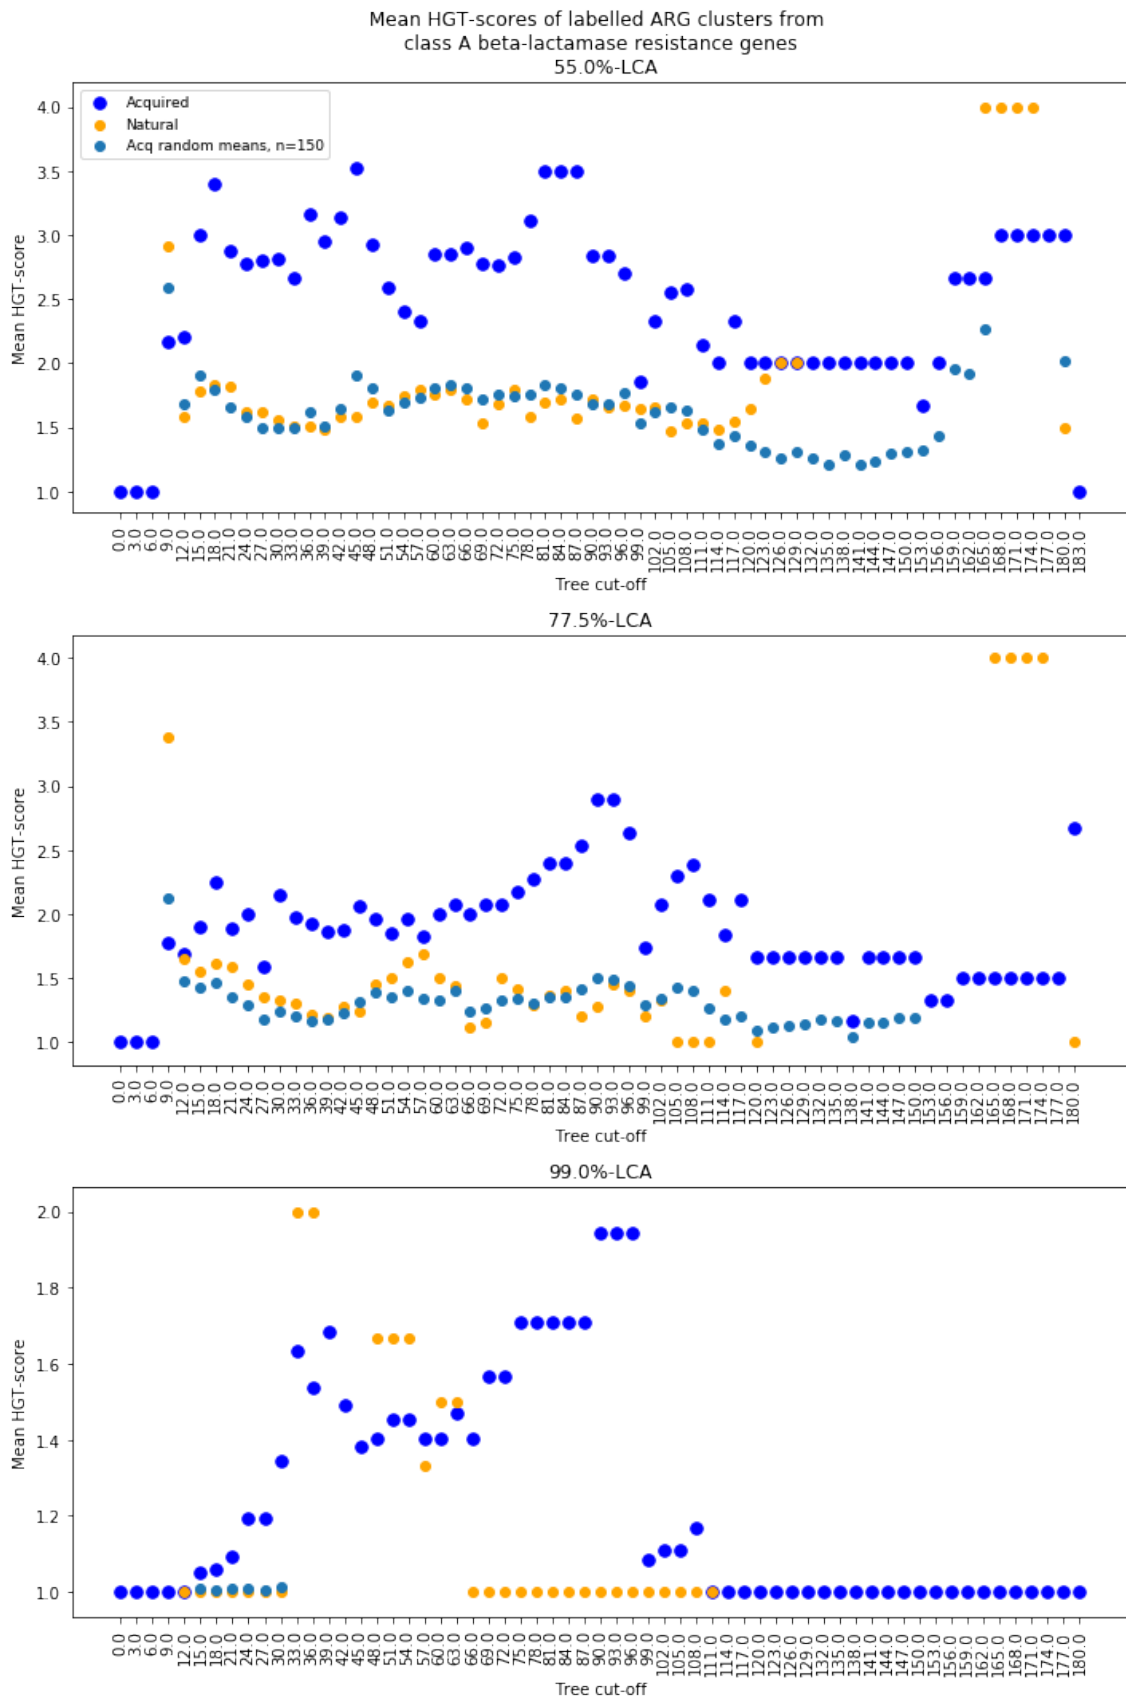 Mean HGT-scores of labelled ARG clusters from
class A beta-lactamase resistance genes
55.0%-LCA
Acquired
Natural
Acq random means, n=150
Mean HGT-score
4.0
3.5
3.0
2.5
2.0
1.5
1.0
0.0 3.0 6.0 9.0 12.0 15.0 18.0 21.0 24.0 27.0 30.0 33.0 36.0 39.0 42.0 45.0 48.0 51.0 54.0 57.0 60.0 63.0 66.0 69.0 72.0 75.0 78.0 81.0 84.0 87.0 90.0 93.0 96.0 99.0 102.0 105.0 108.0 111.0 114.0 117.0 120.0 123.0 126.0 129.0 132.0 135.0 138.0 141.0 144.0 147.0 150.0 153.0 156.0 159.0 162.0 165.0 168.0 171.0 174.0 177.0 180.0 183.0
Tree cut-off
77.5%-LCA
Mean HGT-score
4.0
3.5
3.0
2.5
2.0
1.5
1.0
0.0 3.0 6.0 9.0 12.0 15.0 18.0 21.0 24.0 27.0 30.0 33.0 36.0 39.0 42.0 45.0 48.0 51.0 54.0 57.0 60.0 63.0 66.0 69.0 72.0 75.0 78.0 81.0 84.0 87.0 90.0 93.0 96.0 99.0 102.0 105.0 108.0 111.0 114.0 117.0 120.0 123.0 126.0 129.0 132.0 135.0 138.0 141.0 144.0 147.0 150.0 153.0 156.0 159.0 162.0 165.0 168.0 171.0 174.0 177.0 180.0
Tree cut-off
99.0%-LCA
Mean HGT-score
2.0
1.8
1.6
1.4
1.2
1.0
0.0 3.0 6.0 9.0 12.0 15.0 18.0 21.0 24.0 27.0 30.0 33.0 36.0 39.0 42.0 45.0 48.0 51.0 54.0 57.0 60.0 63.0 66.0 69.0 72.0 75.0 78.0 81.0 84.0 87.0 90.0 93.0 96.0 99.0 102.0 105.0 108.0 111.0 114.0 117.0 120.0 123.0 126.0 129.0 132.0 135.0 138.0 141.0 144.0 147.0 150.0 153.0 156.0 159.0 162.0 165.0 168.0 171.0 174.0 177.0 180.0
Tree cut-off